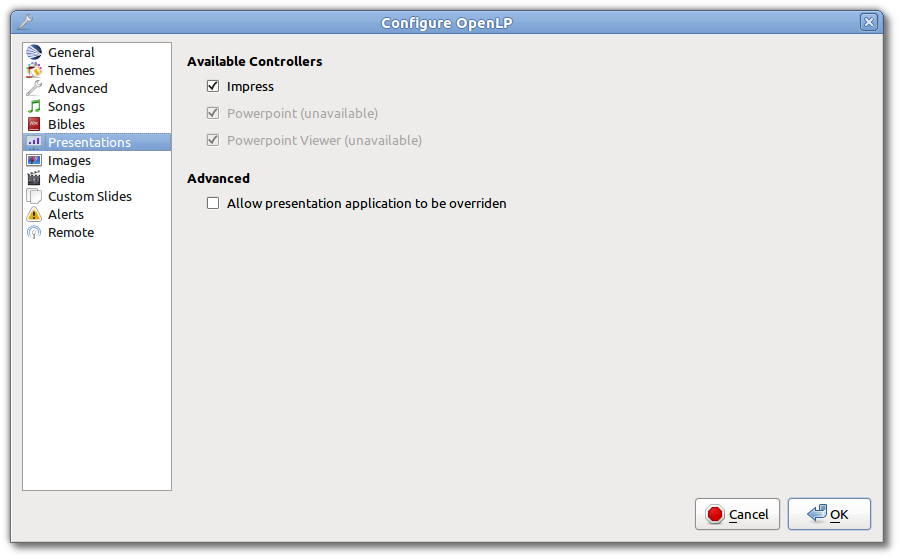 Configure OpenLP
General
Themes
Advanced
Songs
Bibles
Presentations
Images
Media
Custom Slides
Alerts
Remote
Available Controllers
Impress
Powerpoint (unavailable)
Powerpoint Viewer (unavailable)
Advanced
Allow presentation application to be overriden
Cancel
OK